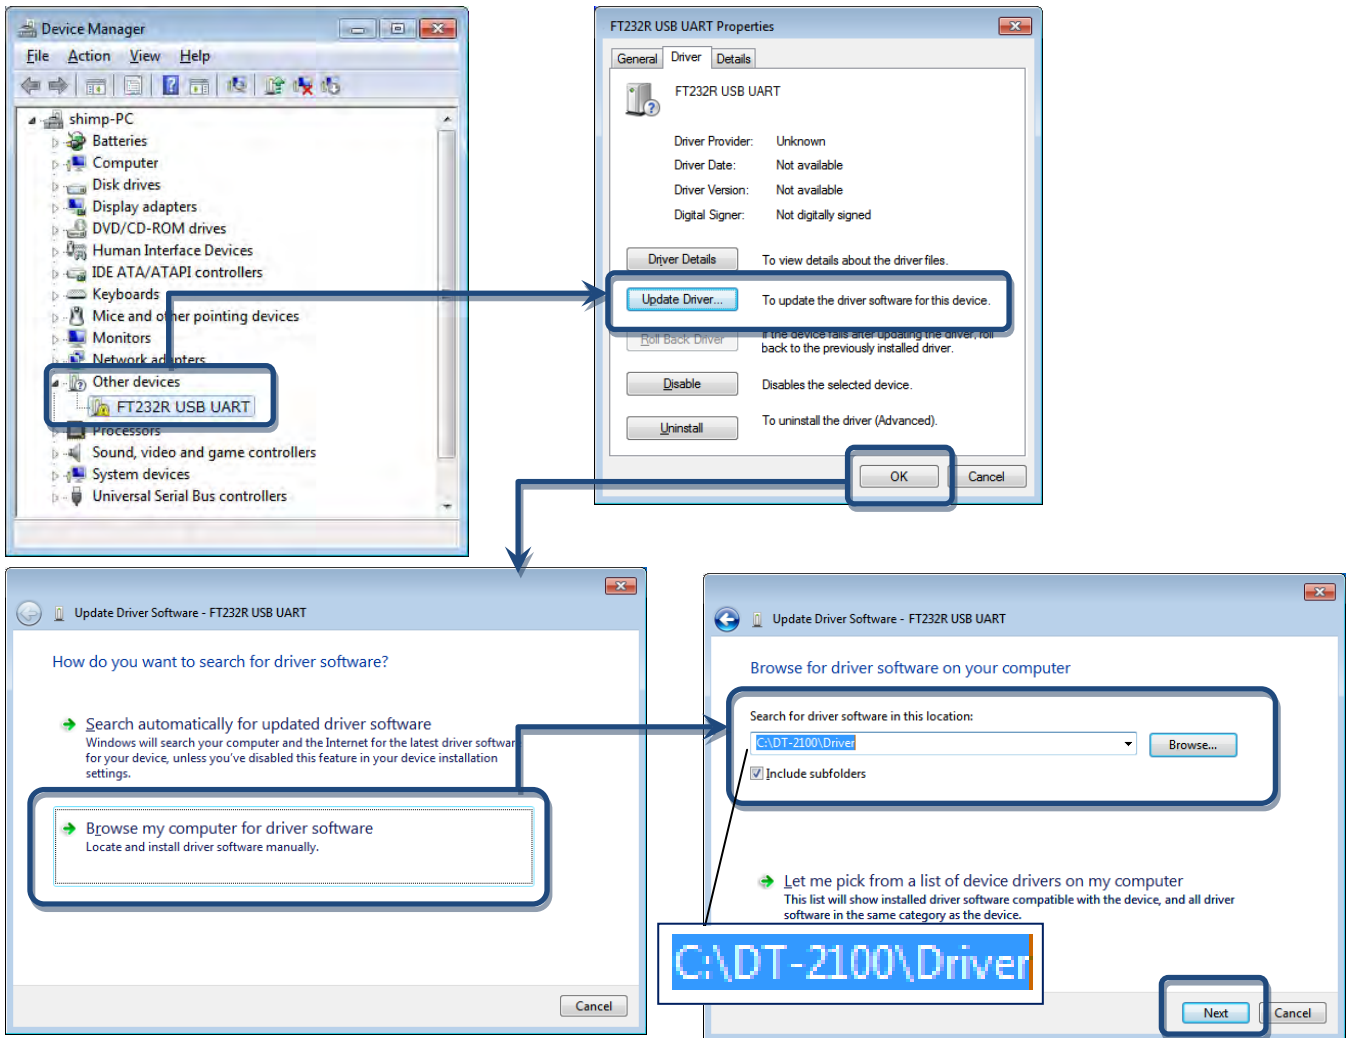 Device Manager
File Action View Help
shimp-PC
Batteries
Computer
Disk drives
Display adapters
DVD/CD-ROM drives
Human Interface Devices
IDE ATA/ATAPI controllers
Keyboards
Mice and other pointing devices
Monitors
Network adapters
Other devices
FT232R USB UART
Processors
Sound, video and game controllers
System devices
Universal Serial Bus controllers
FT232R USB UART Properties
General Driver Details
FT232R USB UART
Driver Provider: Unknown
Driver Date: Not available
Driver Version: Not available
Digital Signer: Not digitally signed
Driver Details To view details about the driver files.
Update Driver... To update the driver software for this device.
Roll Back Driver If the device fails after updating the driver, roll
back to the previously installed driver.
Disable Disables the selected device.
Uninstall To uninstall the driver (Advanced).
OK Cancel
Update Driver Software - FT232R USB UART
How do you want to search for driver software?
Search automatically for updated driver software
Windows will search your computer and the Internet for the latest driver software
for your device, unless you've disabled this feature in your device installation
settings.
Browse my computer for driver software
Locate and install driver software manually.
Cancel
Update Driver Software - FT232R USB UART
Browse for driver software on your computer
Search for driver software in this location:
C:\DT-2100\Driver Browse...
Include subfolders
Let me pick from a list of device drivers on my computer
This list will show installed driver software compatible with the device, and all driver
software in the same category as the device.
C:\DT-2100\Driver
Next Cancel